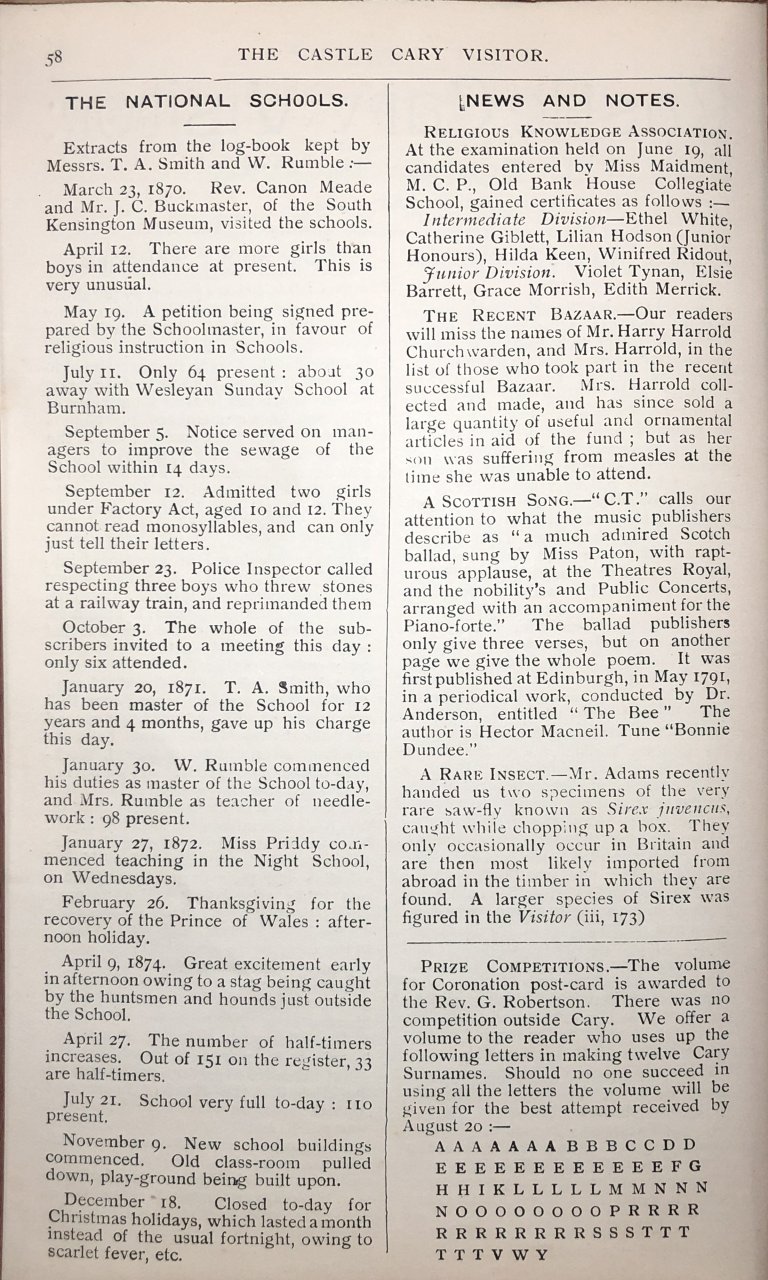 58
THE CASTLE CARY VISITOR.
THE NATIONAL SCHOOLS.
Extracts from the log-book kept by
Messrs. T. A. Smith and W. Rumble :—
March 23, 1870. Rev. Canon Meade
and Mr. J. C. Buckmaster, of the South
Kensington Museum, visited the schools.
April 12. There are more girls than
boys in attendance at present. This is
very unusual.
May 19. A petition being signed pre-
pared by the Schoolmaster, in favour of
religious instruction in Schools.
July 11. Only 64 present : about 30
away with Wesleyan Sunday School at
Burnham.
September 5. Notice served on man-
agers to improve the sewage of the
School within 14 days.
September 12. Admitted two girls
under Factory Act, aged 10 and 12. They
cannot read monosyllables, and can only
just tell their letters.
September 23. Police Inspector called
respecting three boys who threw stones
at a railway train, and reprimanded them
October 3. The whole of the sub-
scribers invited to a meeting this day :
only six attended.
January 20, 1871. T. A. Smith, who
has been master of the School for 12
years and 4 months, gave up his charge
this day.
January 30. W. Rumble commenced
his duties as master of the School to-day,
and Mrs. Rumble as teacher of needle-
work : 98 present.
January 27, 1872. Miss Priddy com-
menced teaching in the Night School,
on Wednesdays.
February 26. Thanksgiving for the
recovery of the Prince of Wales : after-
noon holiday.
April 9, 1874. Great excitement early
in afternoon owing to a stag being caught
by the huntsmen and hounds just outside
the School.
April 27. The number of half-timers
increases. Out of 151 on the register, 33
are half-timers.
July 21. School very full to-day : 110
present.
November 9. New school buildings
commenced. Old class-room pulled
down, play-ground being built upon.
December 18. Closed to-day for
Christmas holidays, which lasted a month
instead of the usual fortnight, owing to
scarlet fever, etc.
NEWS AND NOTES.
RELIGIOUS KNOWLEDGE ASSOCIATION.
At the examination held on June 19, all
candidates entered by Miss Maidment,
M. C. P., Old Bank House Collegiate
School, gained certificates as follows :—
Intermediate Division—Ethel White,
Catherine Giblett, Lilian Hodson (Junior
Honours), Hilda Keen, Winifred Ridout,
Junior Division. Violet Tynan, Elsie
Barrett, Grace Morrish, Edith Merrick.
THE RECENT BAZAAR.—Our readers
will miss the names of Mr. Harry Harrold
Churchwarden, and Mrs. Harrold, in the
list of those who took part in the recent
successful Bazaar. Mrs. Harrold coll-
ected and made, and has since sold a
large quantity of useful and ornamental
articles in aid of the fund ; but as her
son was suffering from measles at the
time she was unable to attend.
A SCOTTISH SONG.—“ C.T.” calls our
attention to what the music publishers
describe as “ a much admired Scotch
ballad, sung by Miss Paton, with rapt-
urous applause, at the Theatres Royal,
and the nobility's and Public Concerts,
arranged with an accompaniment for the
Piano-forte.” The ballad publishers
only give three verses, but on another
page we give the whole poem. It was
first published at Edinburgh, in May 1791,
in a periodical work, conducted by Dr.
Anderson, entitled “ The Bee ” The
author is Hector Macneil. Tune “Bonnie
Dundee.”
A RARE INSECT.—Mr. Adams recently
handed us two specimens of the very
rare saw-fly known as Sirex juvencus,
caught while chopping up a box. They
only occasionally occur in Britain and
are then most likely imported from
abroad in the timber in which they are
found. A larger species of Sirex was
figured in the Visitor (iii, 173)
PRIZE COMPETITIONS.—The volume
for Coronation post-card is awarded to
the Rev. G. Robertson. There was no
competition outside Cary. We offer a
volume to the reader who uses up the
following letters in making twelve Cary
Surnames. Should no one succeed in
using all the letters the volume will be
given for the best attempt received by
August 20 :—
A A A A A A A B B B C C D D
E E E E E E E E E E E E F G
H H I K L L L L L M M N N N
N O O O O O O O O P R R R R
R R R R R R R R S S S T T T
T T T V W Y